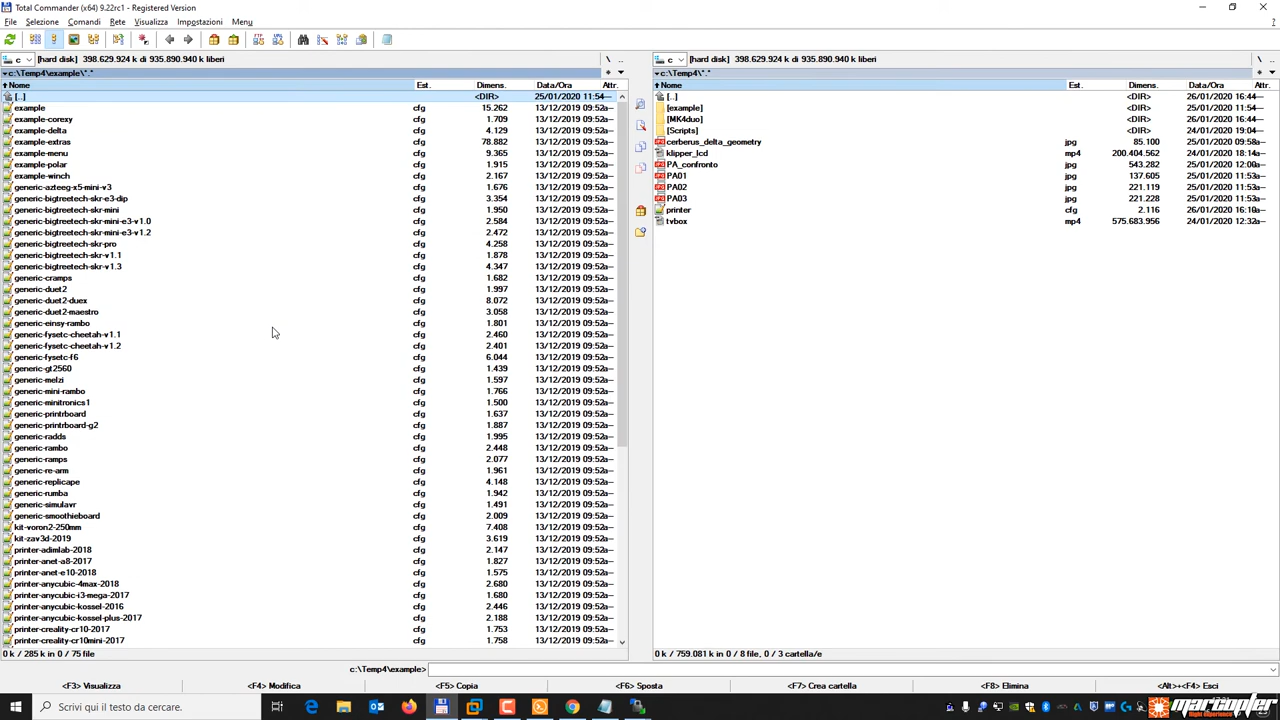 Total Commander (x64) 9.22rc1 - Registered Version
File Selezione Comandi Rete Visualizza Impostazioni Menu
c [hard disk] 398.629.924 k di 935.890.940 k liberi \ ..
c:\Temp4\example\*.*
Nome Est. Dimens. Data/Ora Attr.
[..] <DIR> 25/01/2020 11:54 —
example cfg 15.262 13/12/2019 09:52 a—
example-corexy cfg 1.709 13/12/2019 09:52 a—
example-delta cfg 4.129 13/12/2019 09:52 a—
example-extras cfg 78.882 13/12/2019 09:52 a—
example-menu cfg 9.365 13/12/2019 09:52 a—
example-polar cfg 1.915 13/12/2019 09:52 a—
example-winch cfg 2.167 13/12/2019 09:52 a—
generic-azteeg-x5-mini-v3 cfg 1.676 13/12/2019 09:52 a—
generic-bigtreetech-skr-e3-dip cfg 3.354 13/12/2019 09:52 a—
generic-bigtreetech-skr-mini cfg 1.950 13/12/2019 09:52 a—
generic-bigtreetech-skr-mini-e3-v1.0 cfg 2.584 13/12/2019 09:52 a—
generic-bigtreetech-skr-mini-e3-v1.2 cfg 2.472 13/12/2019 09:52 a—
generic-bigtreetech-skr-pro cfg 4.258 13/12/2019 09:52 a—
generic-bigtreetech-skr-v1.1 cfg 1.878 13/12/2019 09:52 a—
generic-bigtreetech-skr-v1.3 cfg 4.347 13/12/2019 09:52 a—
generic-cramps cfg 1.682 13/12/2019 09:52 a—
generic-duet2 cfg 1.997 13/12/2019 09:52 a—
generic-duet2-duex cfg 8.072 13/12/2019 09:52 a—
generic-duet2-maestro cfg 3.058 13/12/2019 09:52 a—
generic-einsy-rambo cfg 1.801 13/12/2019 09:52 a—
generic-fysetc-cheetah-v1.1 cfg 2.460 13/12/2019 09:52 a—
generic-fysetc-cheetah-v1.2 cfg 2.401 13/12/2019 09:52 a—
generic-fysetc-f6 cfg 6.044 13/12/2019 09:52 a—
generic-gt2560 cfg 1.439 13/12/2019 09:52 a—
generic-melzi cfg 1.597 13/12/2019 09:52 a—
generic-mini-rambo cfg 1.766 13/12/2019 09:52 a—
generic-minitronics1 cfg 1.500 13/12/2019 09:52 a—
generic-printrboard cfg 1.637 13/12/2019 09:52 a—
generic-printrboard-g2 cfg 1.887 13/12/2019 09:52 a—
generic-radds cfg 1.995 13/12/2019 09:52 a—
generic-rambo cfg 2.448 13/12/2019 09:52 a—
generic-ramps cfg 2.077 13/12/2019 09:52 a—
generic-re-arm cfg 1.961 13/12/2019 09:52 a—
generic-replicape cfg 4.148 13/12/2019 09:52 a—
generic-rumba cfg 1.942 13/12/2019 09:52 a—
generic-simulavr cfg 1.491 13/12/2019 09:52 a—
generic-smoothieboard cfg 2.009 13/12/2019 09:52 a—
kit-voron2-250mm cfg 7.408 13/12/2019 09:52 a—
kit-zav3d-2019 cfg 3.619 13/12/2019 09:52 a—
printer-adimlab-2018 cfg 2.147 13/12/2019 09:52 a—
printer-anet-a8-2017 cfg 1.827 13/12/2019 09:52 a—
printer-anet-e10-2018 cfg 1.575 13/12/2019 09:52 a—
printer-anycubic-4max-2018 cfg 2.680 13/12/2019 09:52 a—
printer-anycubic-i3-mega-2017 cfg 1.680 13/12/2019 09:52 a—
printer-anycubic-kossel-2016 cfg 2.446 13/12/2019 09:52 a—
printer-anycubic-kossel-plus-2017 cfg 2.188 13/12/2019 09:52 a—
printer-creality-cr10-2017 cfg 1.753 13/12/2019 09:52 a—
printer-creality-cr10mini-2017 cfg 1.758 13/12/2019 09:52 a—
0 k / 285 k in 0 / 75 file
c [hard disk] 398.629.924 k di 935.890.940 k liberi \ ..
c:\Temp4\*.*
Nome Est. Dimens. Data/Ora Attr.
[..] <DIR> 26/01/2020 16:44 —
[example] <DIR> 25/01/2020 11:54 —
[MK4duo] <DIR> 26/01/2020 16:44 —
[Scripts] <DIR> 24/01/2020 19:04 —
cerberus_delta_geometry jpg 85.100 26/01/2020 09:58 a—
klipper_lcd mp4 200.404.562 24/01/2020 18:14 a—
PA_confronto jpg 543.282 25/01/2020 12:00 a—
PA01 jpg 137.605 25/01/2020 11:53 a—
PA02 jpg 221.119 25/01/2020 11:53 a—
PA03 jpg 221.228 25/01/2020 11:53 a—
printer cfg 2.116 26/01/2020 16:10 a—
tvbox mp4 575.683.956 24/01/2020 12:32 a—
0 k / 759.081 k in 0 / 8 file, 0 / 3 cartella/e
c:\Temp4\example>
<F3> Visualizza <F4> Modifica <F5> Copia <F6> Sposta <F7> Crea cartella <F8> Elimina <Alt>+<F4> Esci
Scrivi qui il testo da cercare.
marcopter